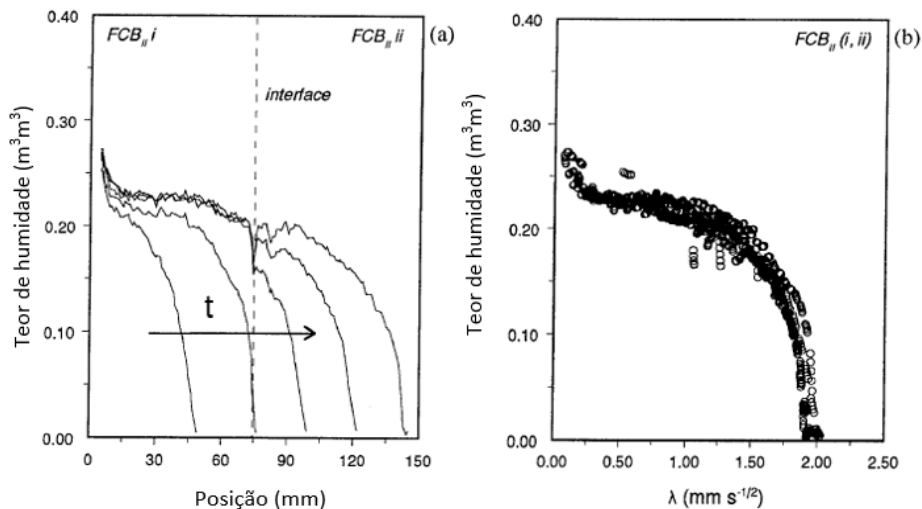 FCB_II i
FCB_II ii
(a)
interface
t
0.40
0.30
0.20
0.10
0.00
Teor de humidade (m³m³)
0
30
60
90
120
150
Posição (mm)
FCB_II (i, ii)
(b)
0.40
0.30
0.20
0.10
0.00
Teor de humidade (m³m³)
0.00
0.50
1.00
1.50
2.00
2.50
λ (mm s⁻¹/²)